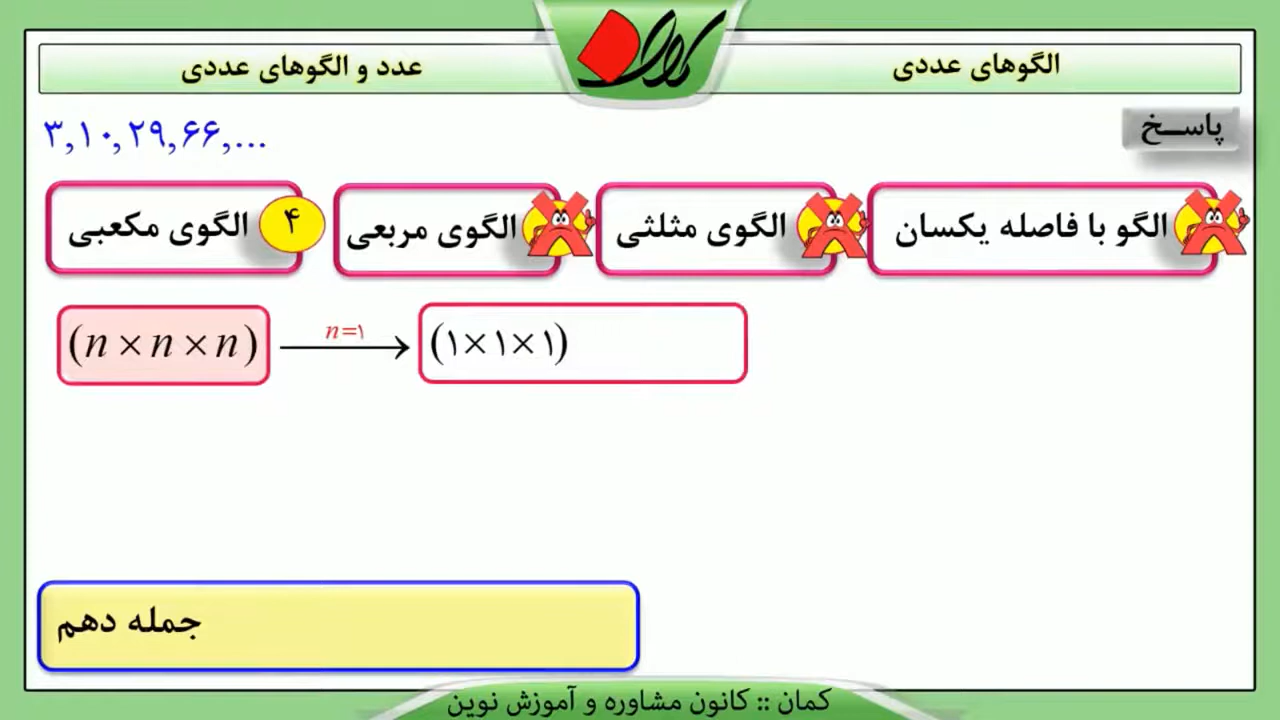 الگوهای عددی
عدد و الگوهای عددی
پاسخ
۳,۱۰,۲۹,۶۶,...
الگو با فاصله یکسان
الگوی مثلثی
الگوی مربعی
۴ الگوی مکعبی
(n×n×n) n=۱ (۱×۱×۱)
جمله دهم
کمان :: کانون مشاوره و آموزش نوین